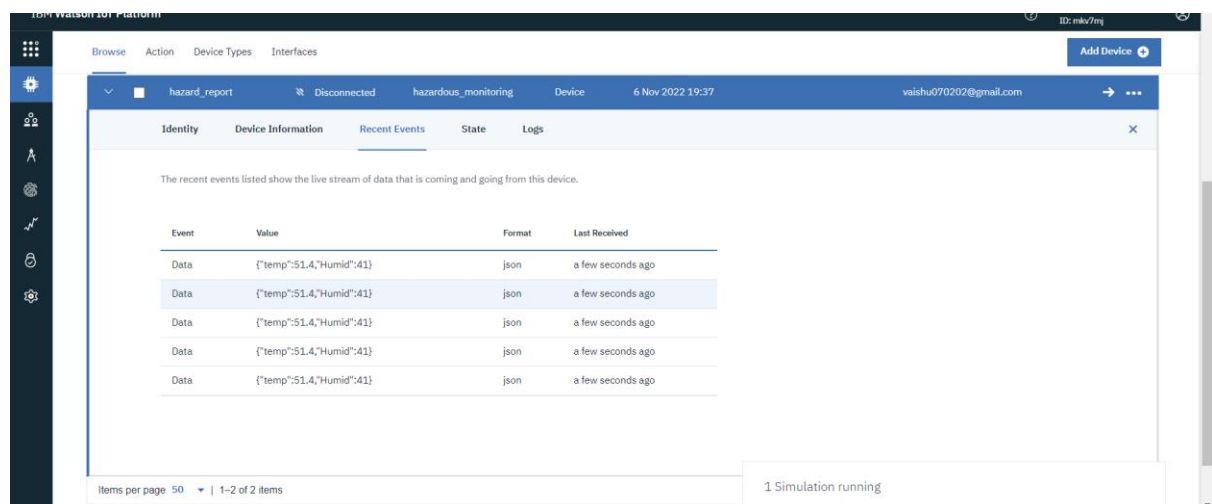 IBM Watson IoT Platform
ID: mkv7mj
Browse Action Device Types Interfaces Add Device
hazard_report Disconnected hazardous_monitoring Device 6 Nov 2022 19:37 vaishu070202@gmail.com
Identity Device Information Recent Events State Logs
The recent events listed show the live stream of data that is coming and going from this device.
Event Value Format Last Received
Data {"temp":51.4,"Humid":41} json a few seconds ago
Data {"temp":51.4,"Humid":41} json a few seconds ago
Data {"temp":51.4,"Humid":41} json a few seconds ago
Data {"temp":51.4,"Humid":41} json a few seconds ago
Data {"temp":51.4,"Humid":41} json a few seconds ago
Items per page 50 | 1–2 of 2 items
1 Simulation running